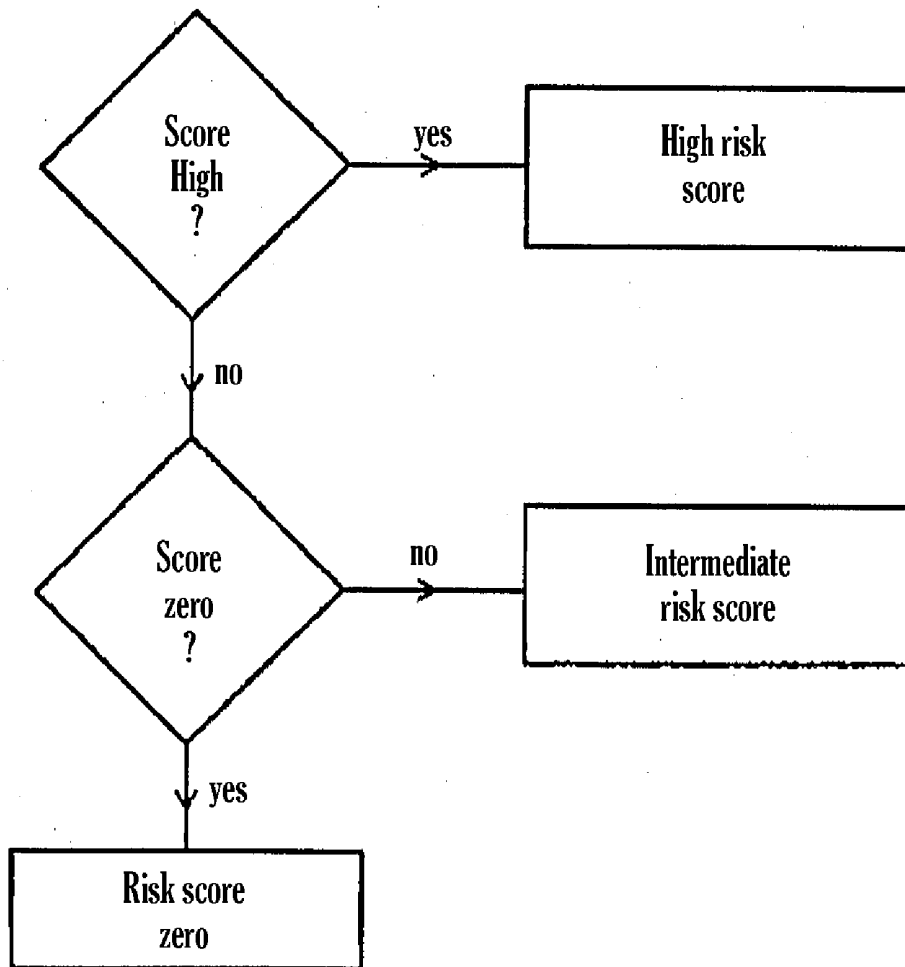 Score
High
?
yes
High risk
score
no
Score
zero
?
no
Intermediate
risk score
yes
Risk score
zero